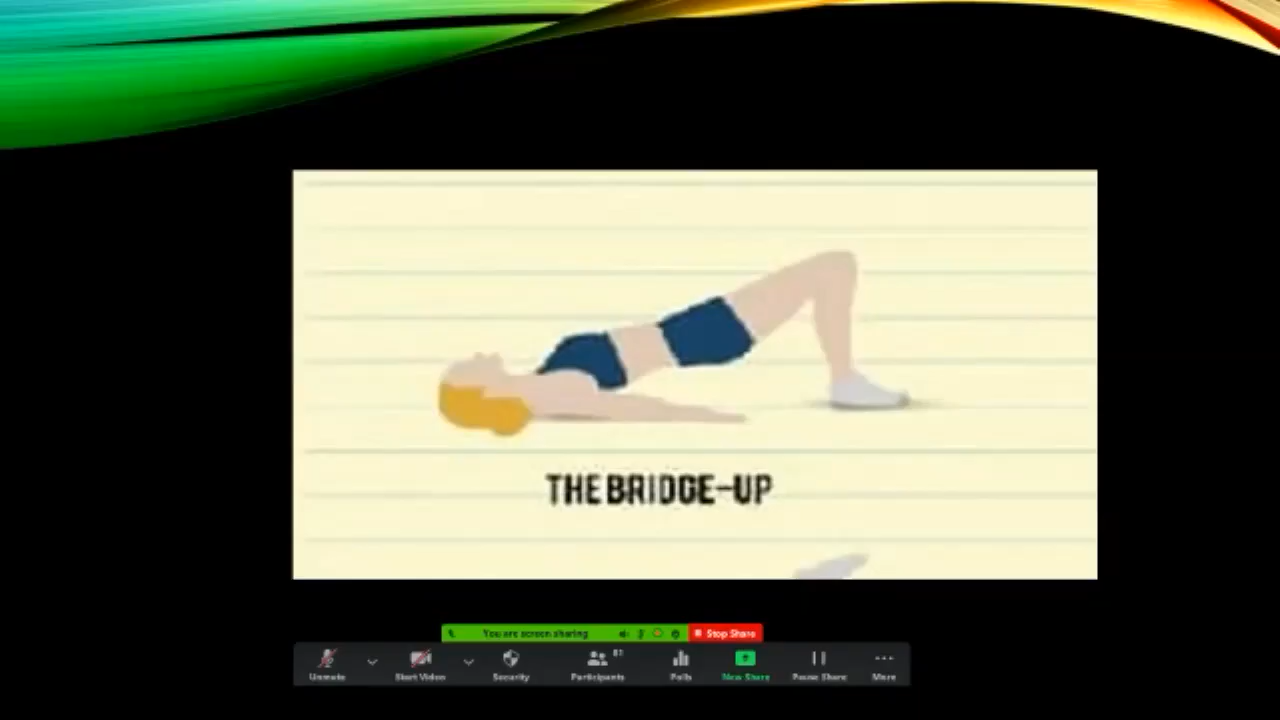 THE BRIDGE-UP
You are screen sharing
Stop Share
Unmute
Start Video
Security
Participants
Polls
New Share
Pause Share
More